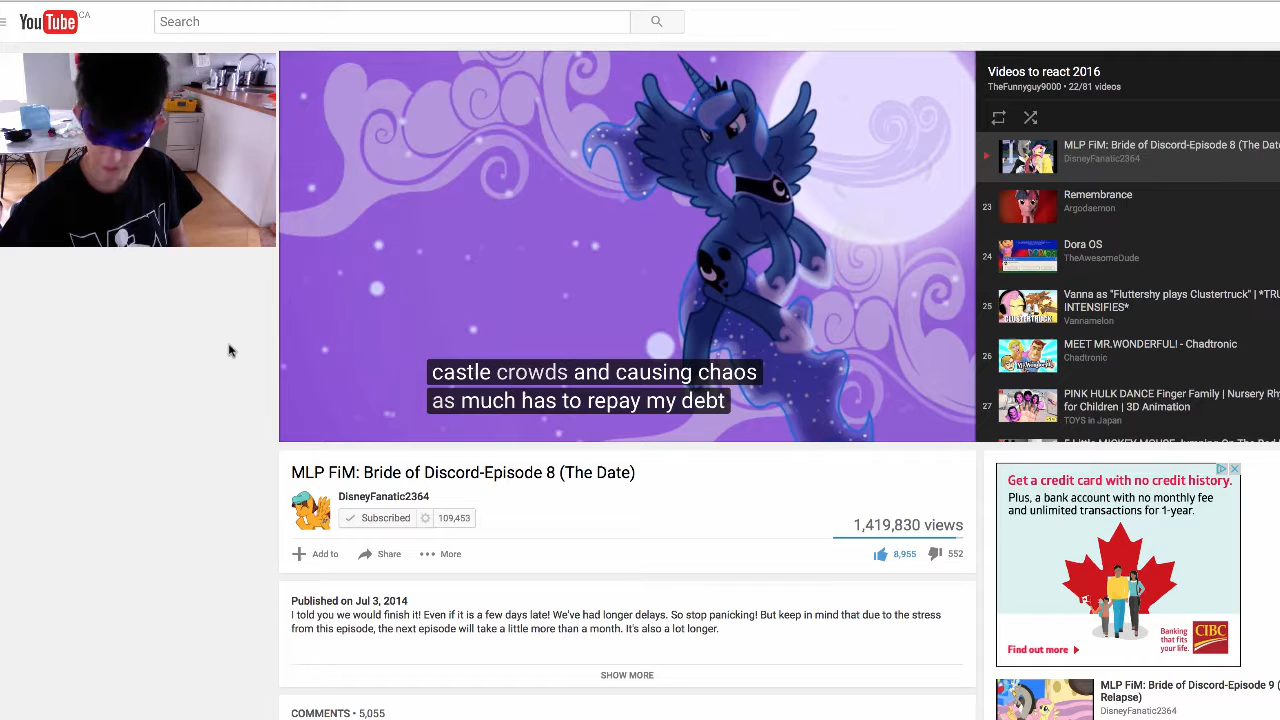 YouTube CA
Search
castle crowds and causing chaos
as much has to repay my debt
Videos to react 2016
TheFunnyguy9000 • 22/81 videos
MLP FiM: Bride of Discord-Episode 8 (The Date
DisneyFanatic2364
23
Remembrance
Argodaemon
24
Dora OS
TheAwesomeDude
25
Vanna as "Fluttershy plays Clustertruck" | *TRU
INTENSIFIES*
Vannamelon
26
MEET MR.WONDERFUL! - Chadtronic
Chadtronic
27
PINK HULK DANCE Finger Family | Nursery Rhy
for Children | 3D Animation
TOYS in Japan
MLP FiM: Bride of Discord-Episode 8 (The Date)
DisneyFanatic2364
Subscribed 109,453
1,419,830 views
Add to Share More
8,955 552
Published on Jul 3, 2014
I told you we would finish it! Even if it is a few days late! We've had longer delays. So stop panicking! But keep in mind that due to the stress
from this episode, the next episode will take a little more than a month. It's also a lot longer.
SHOW MORE
COMMENTS • 5,055
Get a credit card with no credit history.
Plus, a bank account with no monthly fee
and unlimited transactions for 1-year.
Find out more
Banking
that fits
your life.
CIBC
MLP FiM: Bride of Discord-Episode 9 (
Relapse)
DisneyFanatic2364